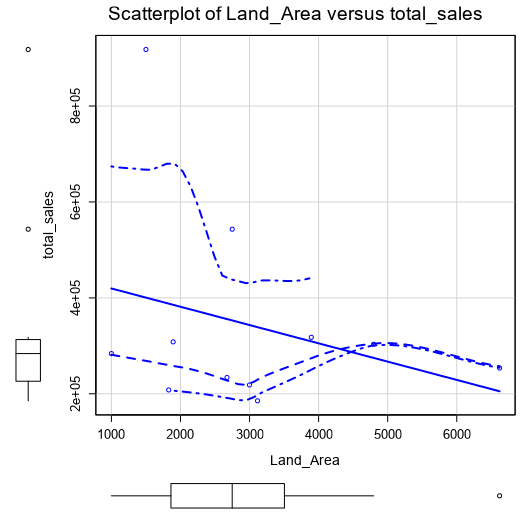 Scatterplot of Land_Area versus total_sales
8e+05
6e+05
4e+05
2e+05
total_sales
1000 2000 3000 4000 5000 6000
Land_Area